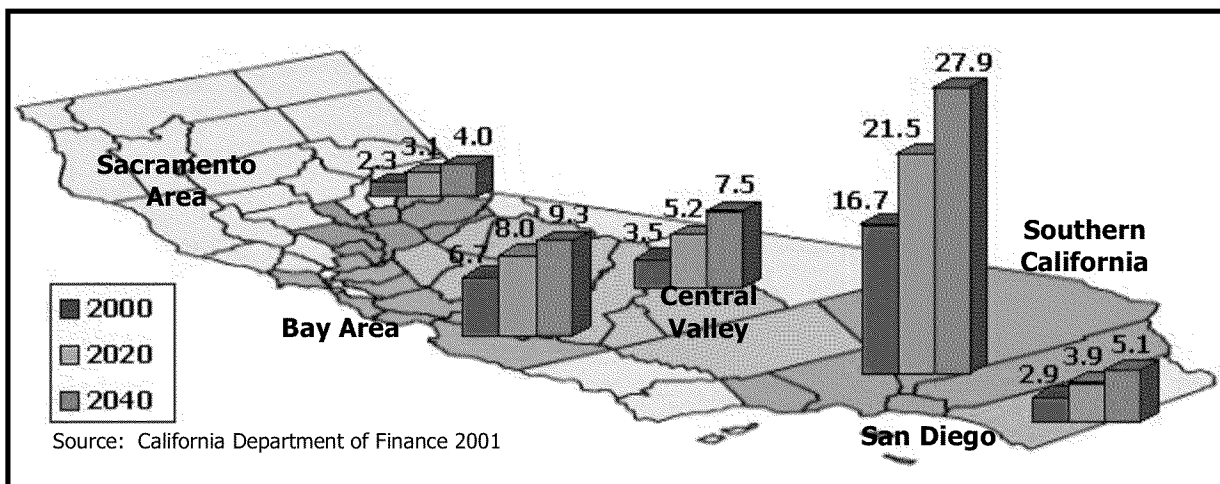 Sacramento
Area
2.3
3.1
4.0
6.7
8.0
9.3
Bay Area
3.5
5.2
7.5
Central
Valley
16.7
21.5
27.9
Southern
California
2.9
3.9
5.1
San Diego
2000
2020
2040
Source: California Department of Finance 2001